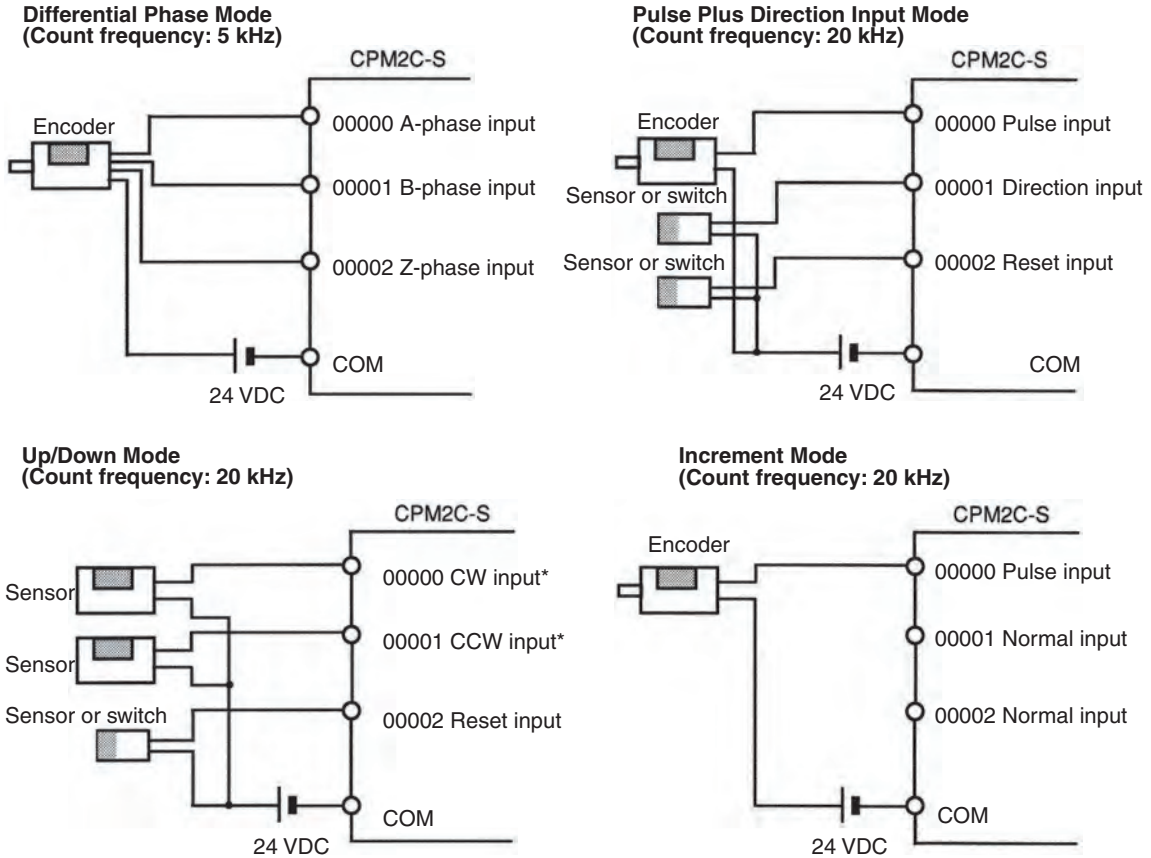 Differential Phase Mode
(Count frequency: 5 kHz)
CPM2C-S
Encoder
00000 A-phase input
00001 B-phase input
00002 Z-phase input
COM
24 VDC
Pulse Plus Direction Input Mode
(Count frequency: 20 kHz)
CPM2C-S
Encoder
00000 Pulse input
Sensor or switch
00001 Direction input
Sensor or switch
00002 Reset input
COM
24 VDC
Up/Down Mode
(Count frequency: 20 kHz)
CPM2C-S
Sensor
00000 CW input*
Sensor
00001 CCW input*
Sensor or switch
00002 Reset input
COM
24 VDC
Increment Mode
(Count frequency: 20 kHz)
CPM2C-S
Encoder
00000 Pulse input
00001 Normal input
00002 Normal input
COM
24 VDC